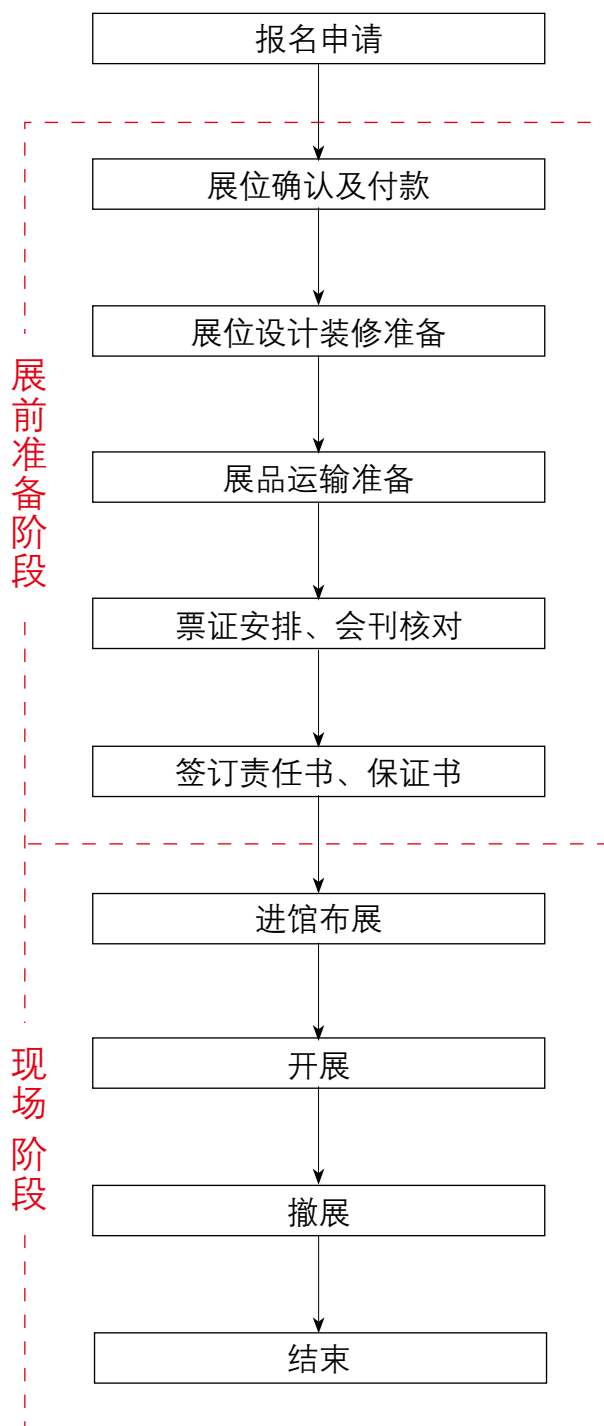 报名申请
展位确认及付款
展位设计装修准备
展品运输准备
票证安排、会刊核对
签订责任书、保证书
展前准备阶段
进馆布展
开展
撤展
结束
现场阶段